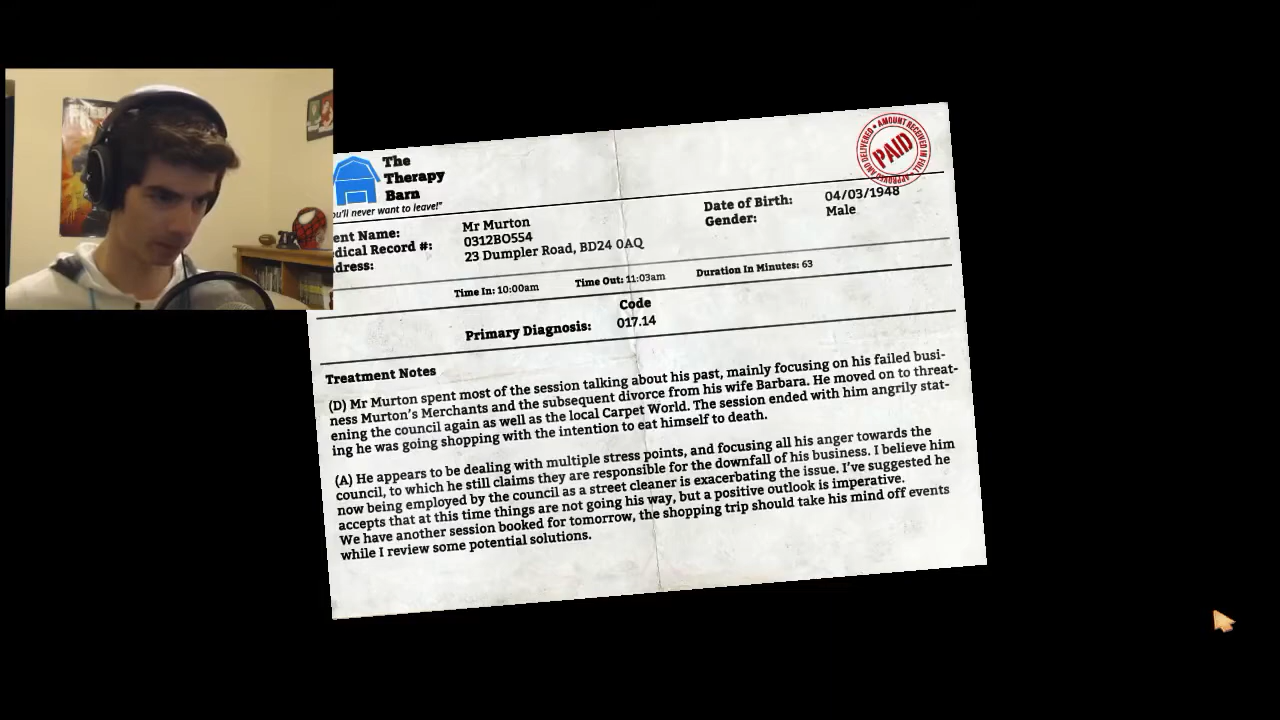 The
Therapy
Barn
ou'll never want to leave!"
AMOUNT RECEIVED IN FULL • APPROVED AND DELIVERED •
PAID
ent Name: Mr Murton Date of Birth: 04/03/1948
dical Record #: 0312BO554 Gender: Male
dress: 23 Dumpler Road, BD24 0AQ
Time In: 10:00am Time Out: 11:03am Duration In Minutes: 63
Code
Primary Diagnosis: 017.14
Treatment Notes
(D) Mr Murton spent most of the session talking about his past, mainly focusing on his failed busi-
ness Murton's Merchants and the subsequent divorce from his wife Barbara. He moved on to threat-
ening the council again as well as the local Carpet World. The session ended with him angrily stat-
ing he was going shopping with the intention to eat himself to death.
(A) He appears to be dealing with multiple stress points, and focusing all his anger towards the
council, to which he still claims they are responsible for the downfall of his business. I believe him
now being employed by the council as a street cleaner is exacerbating the issue. I've suggested he
accepts that at this time things are not going his way, but a positive outlook is imperative.
We have another session booked for tomorrow, the shopping trip should take his mind off events
while I review some potential solutions.